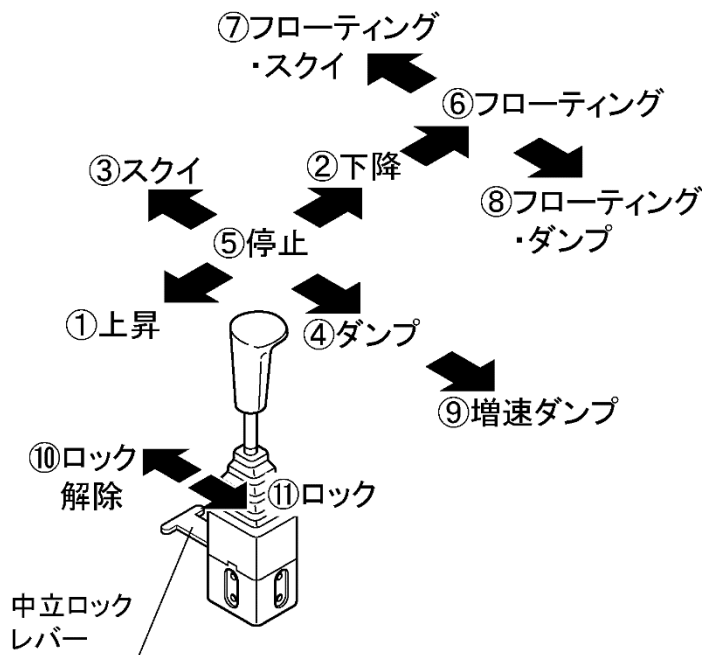 ⑦フローティング
・スクイ
⑥フローティング
③スクイ
②下降
⑧フローティング
・ダンプ
⑤停止
①上昇
④ダンプ
⑨増速ダンプ
⑩ロック
解除
⑪ロック
中立ロック
レバー